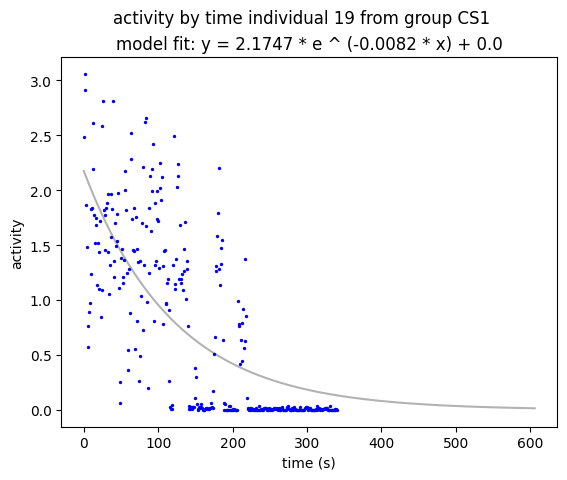 activity by time individual 19 from group CS1
model fit: y = 2.1747 * e ^ (-0.0082 * x) + 0.0
3.0
2.5
2.0
1.5
1.0
0.5
0.0
activity
0 100 200 300 400 500 600
time (s)